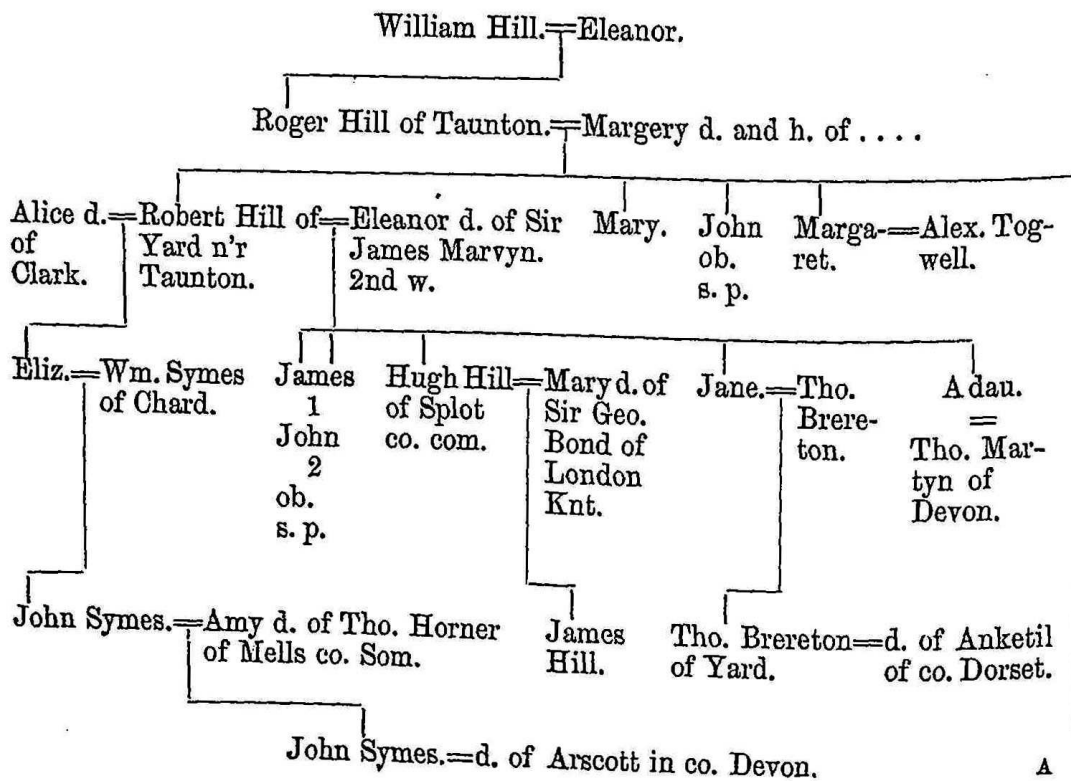 William Hill.=Eleanor.
Roger Hill of Taunton.=Margery d. and h. of . . . .
Alice d.=Robert Hill of=Eleanor d. of Sir
of
Clark.
Yard n'r
Taunton.
James Marvyn.
2nd w.
Mary.
John
ob.
s. p.
Marga-=Alex. Tog-
ret.
well.
Eliz.=Wm. Symes
of Chard.
James
1
John
2
ob.
s. p.
Hugh Hill=Mary d. of
of Splot
co. com.
Sir Geo.
Bond of
London
Knt.
Jane.=Tho.
Brere-
ton.
Adau.
=
Tho. Mar-
tyn of
Devon.
John Symes.=Amy d. of Tho. Horner
of Mells co. Som.
James
Hill.
Tho. Brereton=d. of Anketil
of Yard.
of co. Dorset.
John Symes.=d. of Arscott in co. Devon.
A